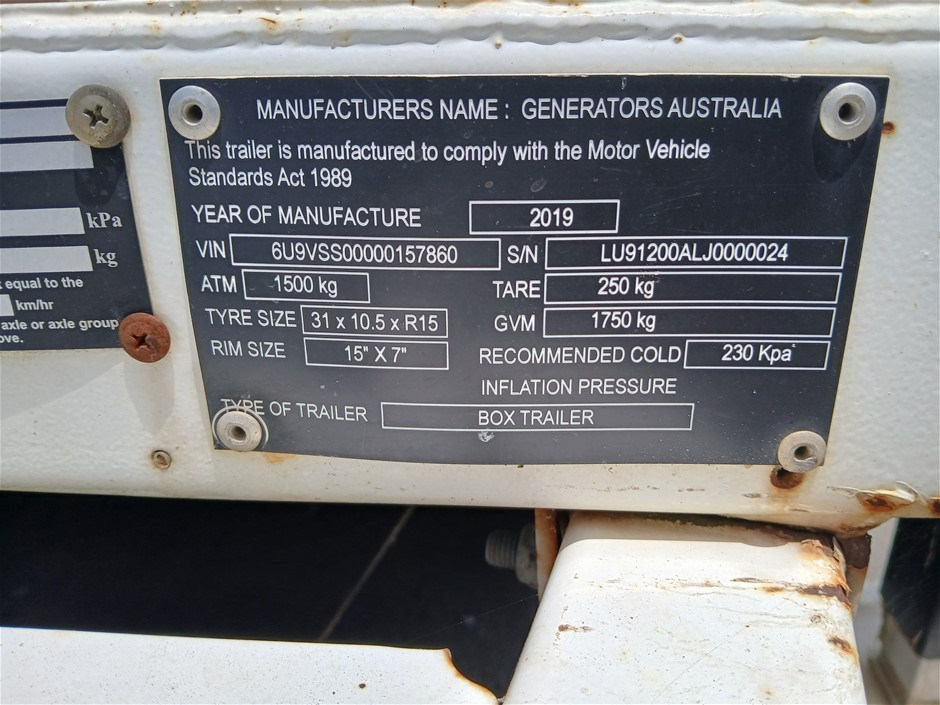 MANUFACTURERS NAME : GENERATORS AUSTRALIA
This trailer is manufactured to comply with the Motor Vehicle
Standards Act 1989
YEAR OF MANUFACTURE 2019
VIN 6U9VSS00000157860 S/N LU91200ALJ0000024
ATM 1500 kg TARE 250 kg
TYRE SIZE 31 x 10.5 x R15 GVM 1750 kg
RIM SIZE 15" X 7" RECOMMENDED COLD 230 Kpa
INFLATION PRESSURE
TYPE OF TRAILER BOX TRAILER
kPa
kg
equal to the
km/hr
axle or axle group